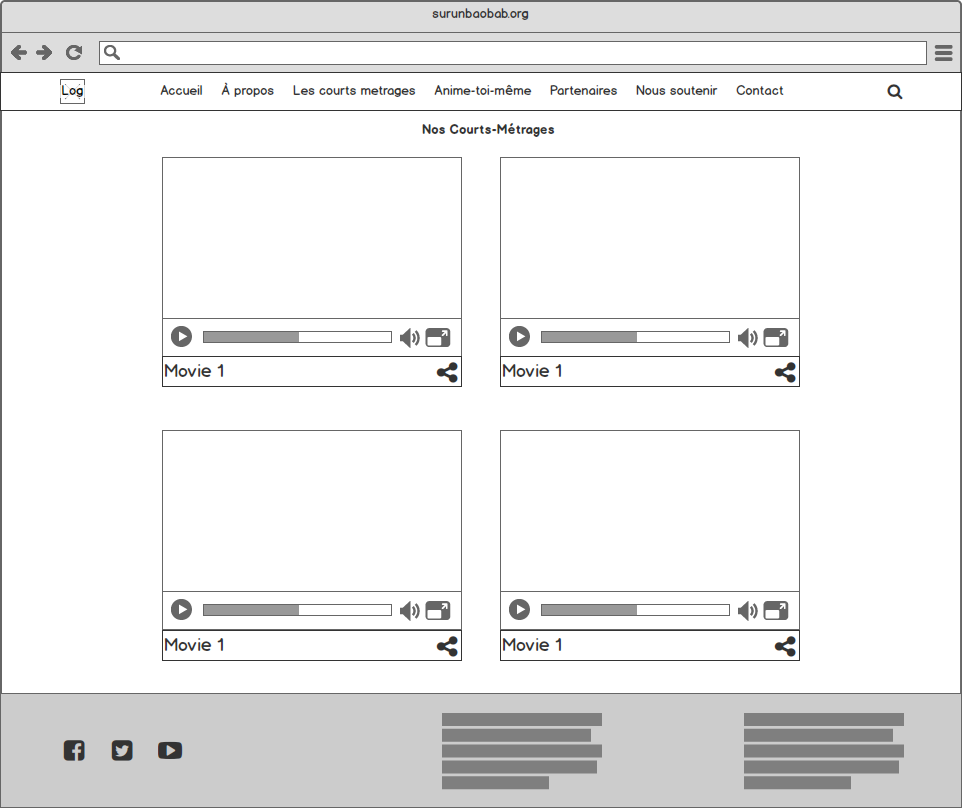 surunbaobab.org
Log Accueil À propos Les courts metrages Anime-toi-même Partenaires Nous soutenir Contact
Nos Courts-Métrages
Movie 1 Movie 1
Movie 1 Movie 1